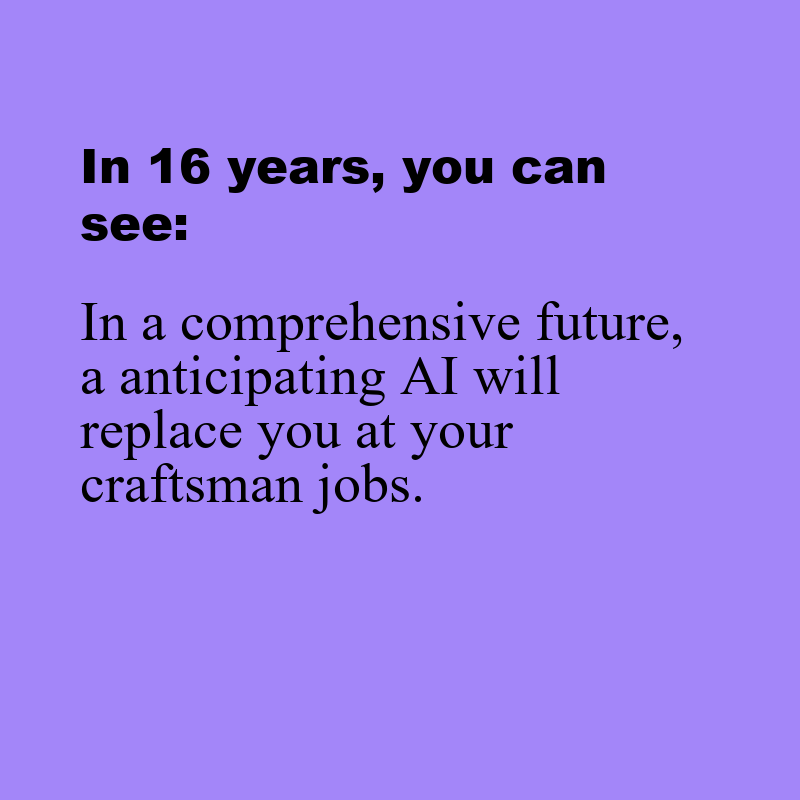 In 16 years, you can
see:
In a comprehensive future,
a anticipating AI will
replace you at your
craftsman jobs.